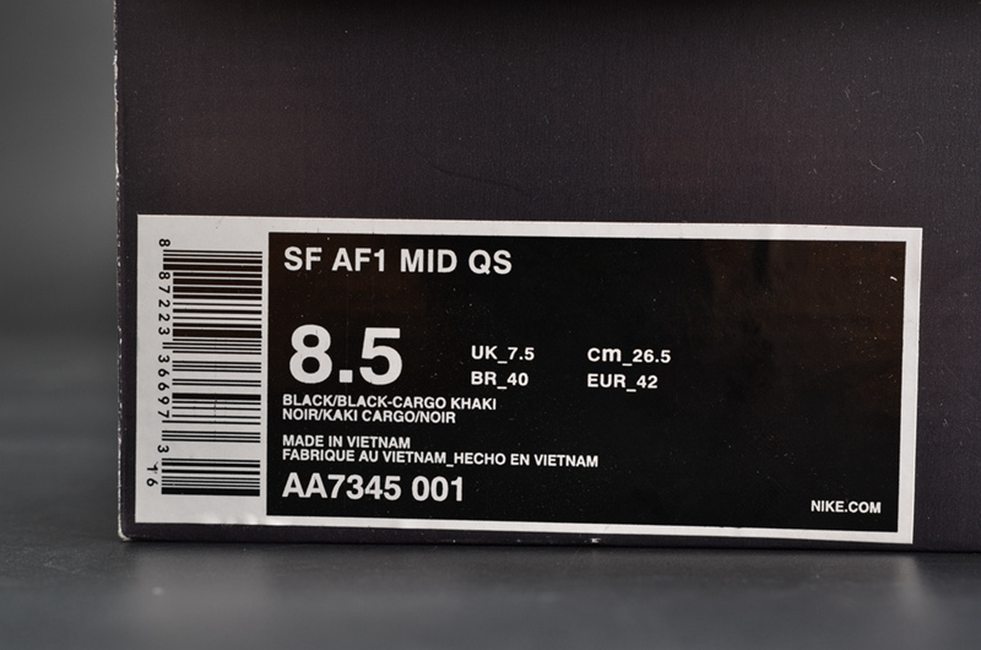 8 87223 36697 3 16
SF AF1 MID QS
8.5
UK_7.5 cm_26.5
BR_40 EUR_42
BLACK/BLACK-CARGO KHAKI
NOIR/KAKI CARGO/NOIR
MADE IN VIETNAM
FABRIQUE AU VIETNAM_HECHO EN VIETNAM
AA7345 001
NIKE.COM